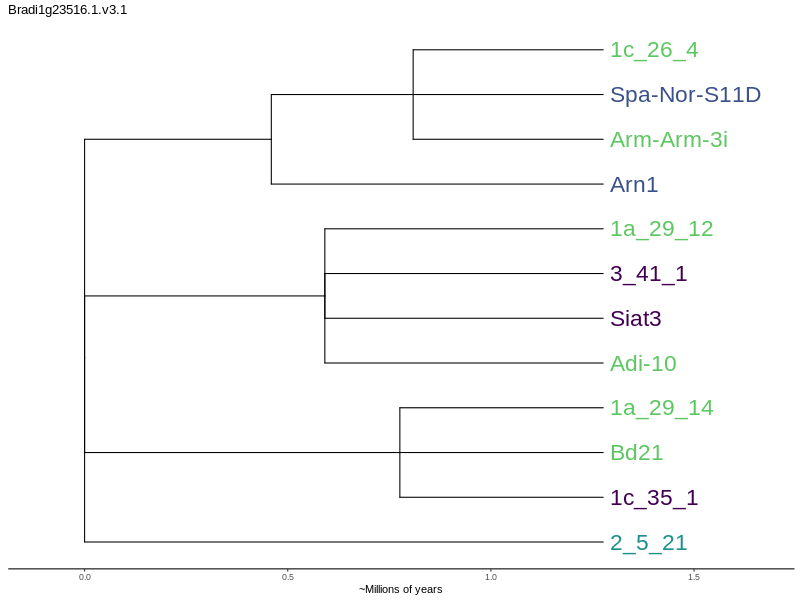 Bradi1g23516.1.v3.1
1c_26_4
Spa-Nor-S11D
Arm-Arm-3i
Arn1
1a_29_12
3_41_1
Siat3
Adi-10
1a_29_14
Bd21
1c_35_1
2_5_21
0.0 0.5 1.0 1.5
~Millions of years